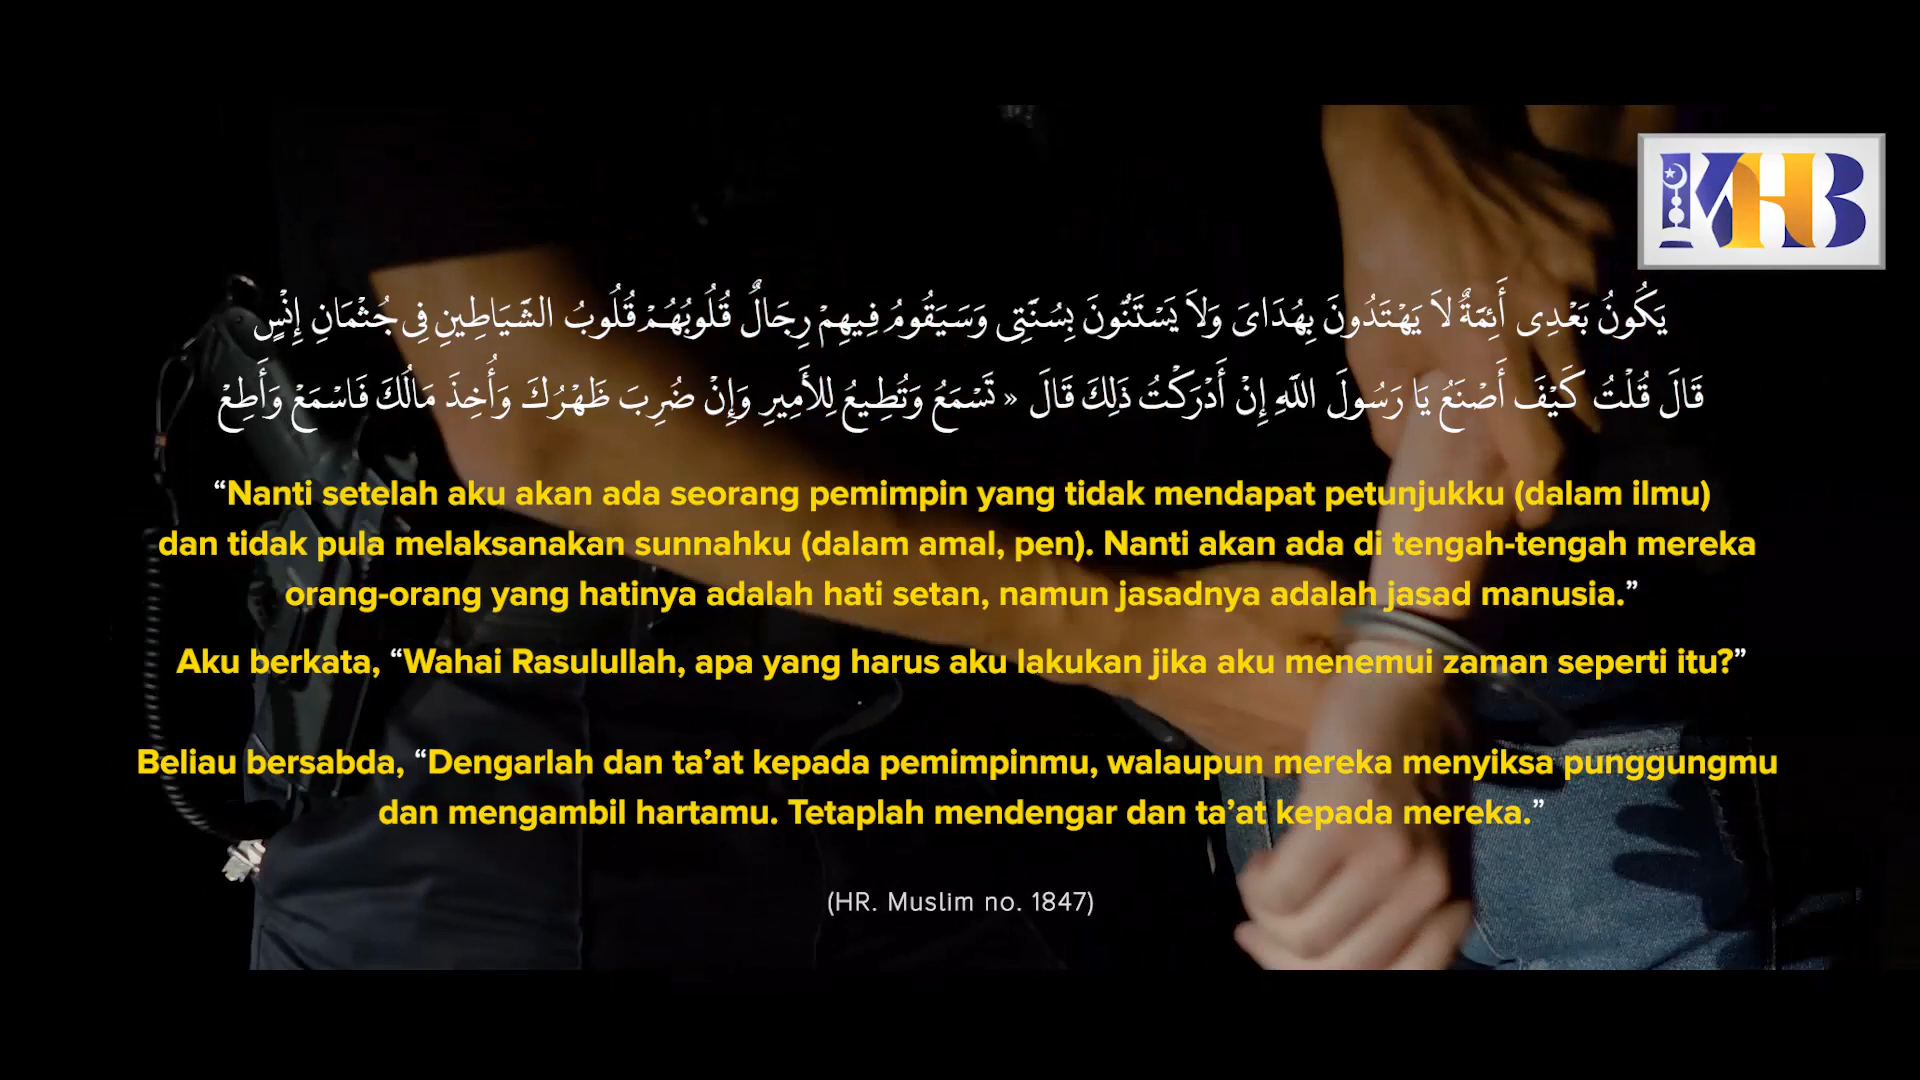 KHB
يَكُونُ بَعْدِى أَئِمَّةٌ لاَ يَهْتَدُونَ بِهُدَاىَ وَلاَ يَسْتَنُّونَ بِسُنَّتِى وَسَيَقُومُ فِيهِمْ رِجَالٌ قُلُوبُهُمْ قُلُوبُ الشَّيَاطِينِ فِى جُثْمَانِ إِنْسٍ
قَالَ قُلْتُ كَيْفَ أَصْنَعُ يَا رَسُولَ اللَّهِ إِنْ أَدْرَكْتُ ذَلِكَ قَالَ « تَسْمَعُ وَتُطِيعُ لِلأَمِيرِ وَإِنْ ضُرِبَ ظَهْرُكَ وَأُخِذَ مَالُكَ فَاسْمَعْ وَأَطِعْ
“Nanti setelah aku akan ada seorang pemimpin yang tidak mendapat petunjukku (dalam ilmu)
dan tidak pula melaksanakan sunnahku (dalam amal, pen). Nanti akan ada di tengah-tengah mereka
orang-orang yang hatinya adalah hati setan, namun jasadnya adalah jasad manusia.”
Aku berkata, “Wahai Rasulullah, apa yang harus aku lakukan jika aku menemui zaman seperti itu?”
Beliau bersabda, “Dengarlah dan ta’at kepada pemimpinmu, walaupun mereka menyiksa punggungmu
dan mengambil hartamu. Tetaplah mendengar dan ta’at kepada mereka.”
(HR. Muslim no. 1847)